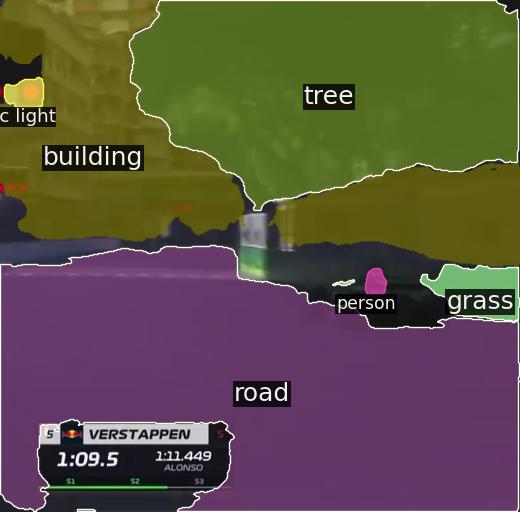 tree
c light
building
person
grass
road
5 VERSTAPPEN 5
1:09.5 1:11.449
ALONSO
S1 S2 S3